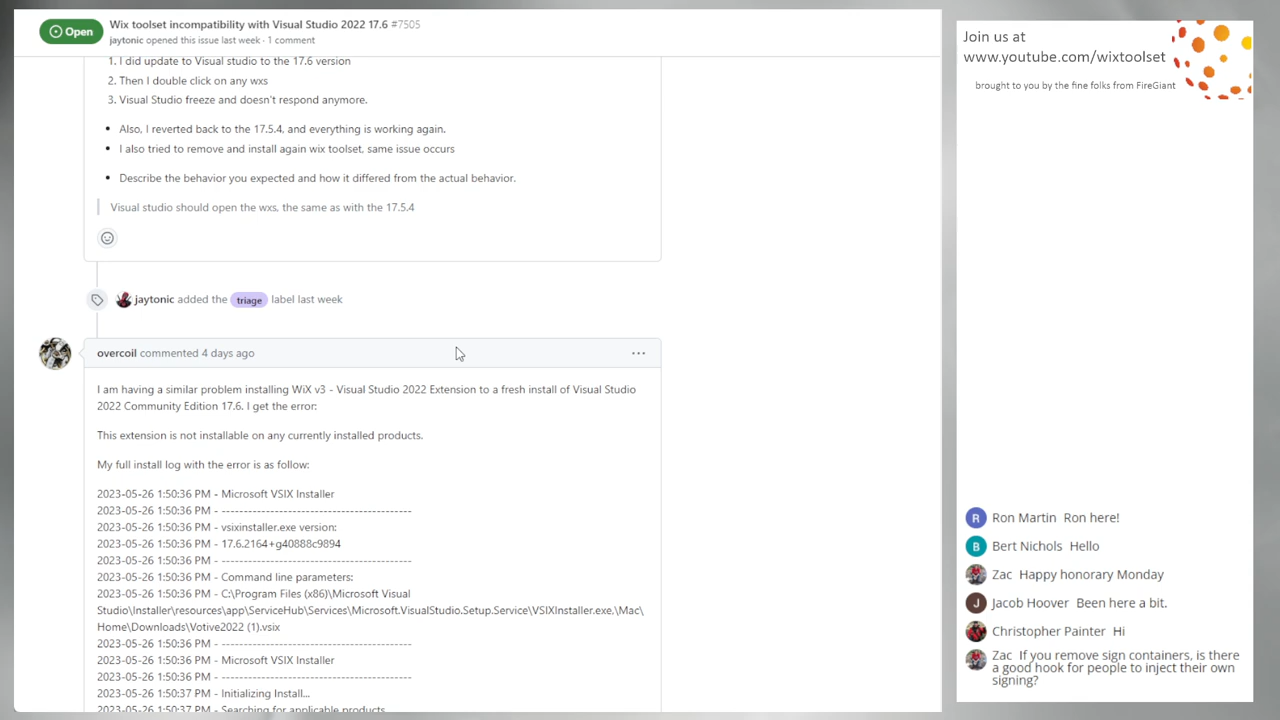 Open
Wix toolset incompatibility with Visual Studio 2022 17.6 #7505
jaytonic opened this issue last week · 1 comment
1. I did update to Visual studio to the 17.6 version
2. Then I double click on any wxs
3. Visual Studio freeze and doesn't respond anymore.
• Also, I reverted back to the 17.5.4, and everything is working again.
• I also tried to remove and install again wix toolset, same issue occurs
• Describe the behavior you expected and how it differed from the actual behavior.
Visual studio should open the wxs, the same as with the 17.5.4
jaytonic added the triage label last week
overcoil commented 4 days ago
I am having a similar problem installing WiX v3 - Visual Studio 2022 Extension to a fresh install of Visual Studio
2022 Community Edition 17.6. I get the error:
This extension is not installable on any currently installed products.
My full install log with the error is as follow:
2023-05-26 1:50:36 PM - Microsoft VSIX Installer
2023-05-26 1:50:36 PM - -------------------------------------------
2023-05-26 1:50:36 PM - vsixinstaller.exe version:
2023-05-26 1:50:36 PM - 17.6.2164+g40888c9894
2023-05-26 1:50:36 PM - -------------------------------------------
2023-05-26 1:50:36 PM - Command line parameters:
2023-05-26 1:50:36 PM - C:\Program Files (x86)\Microsoft Visual
Studio\Installer\resources\app\ServiceHub\Services\Microsoft.VisualStudio.Setup.Service\VSIXInstaller.exe,\Mac\
Home\Downloads\Votive2022 (1).vsix
2023-05-26 1:50:36 PM - -------------------------------------------
2023-05-26 1:50:36 PM - Microsoft VSIX Installer
2023-05-26 1:50:36 PM - -------------------------------------------
2023-05-26 1:50:37 PM - Initializing Install...
2023-05-26 1:50:37 PM - Searching for applicable products
Join us at
www.youtube.com/wixtoolset
brought to you by the fine folks from FireGiant
R Ron Martin Ron here!
B Bert Nichols Hello
Zac Happy honorary Monday
J Jacob Hoover Been here a bit.
Christopher Painter Hi
Zac If you remove sign containers, is there
a good hook for people to inject their own
signing?